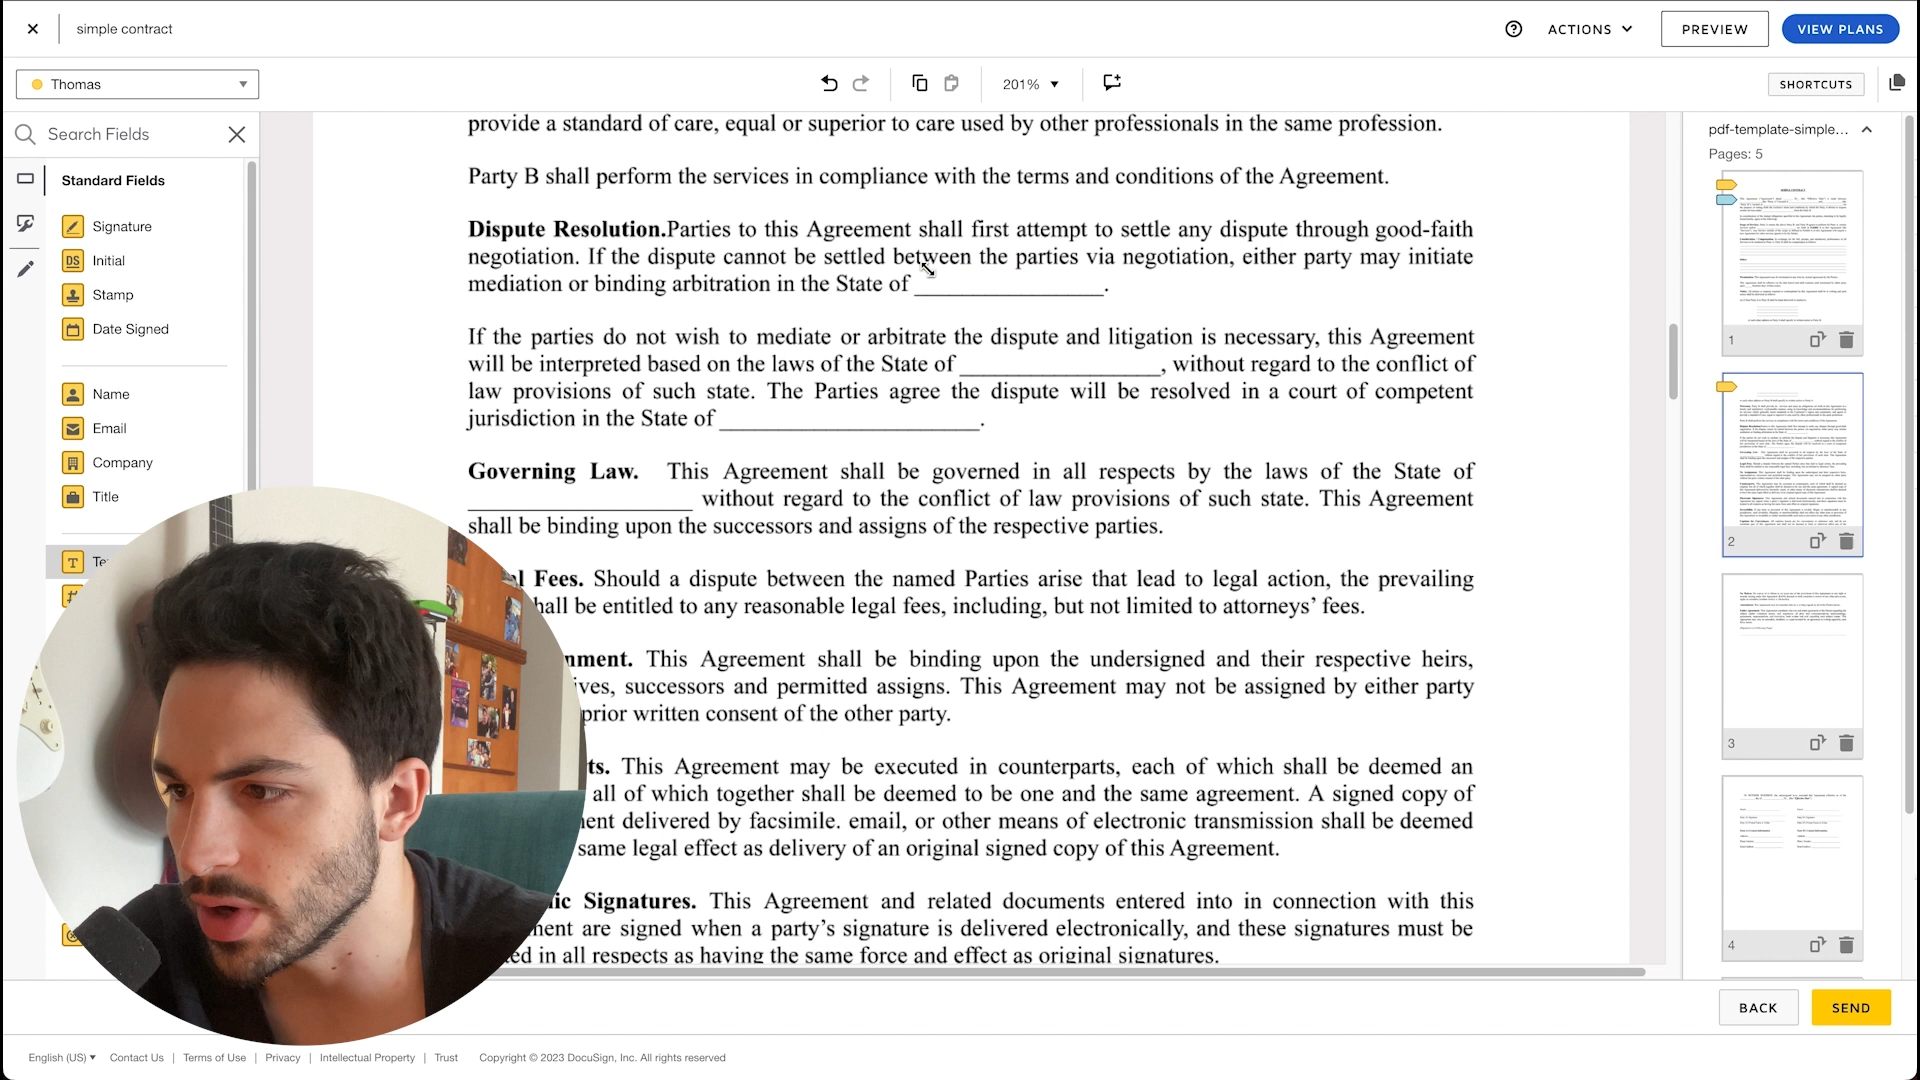 simple contract
ACTIONS
PREVIEW
VIEW PLANS
Thomas
201%
SHORTCUTS
Search Fields
Standard Fields
Signature
DS Initial
Stamp
Date Signed
Name
Email
Company
Title
T
provide a standard of care, equal or superior to care used by other professionals in the same profession.
Party B shall perform the services in compliance with the terms and conditions of the Agreement.
Dispute Resolution.Parties to this Agreement shall first attempt to settle any dispute through good-faith
negotiation. If the dispute cannot be settled between the parties via negotiation, either party may initiate
mediation or binding arbitration in the State of ________________.
If the parties do not wish to mediate or arbitrate the dispute and litigation is necessary, this Agreement
will be interpreted based on the laws of the State of _________________, without regard to the conflict of
law provisions of such state. The Parties agree the dispute will be resolved in a court of competent
jurisdiction in the State of ______________________.
Governing Law. This Agreement shall be governed in all respects by the laws of the State of
___________________ without regard to the conflict of law provisions of such state. This Agreement
shall be binding upon the successors and assigns of the respective parties.
Fees. Should a dispute between the named Parties arise that lead to legal action, the prevailing
hall be entitled to any reasonable legal fees, including, but not limited to attorneys' fees.
nment. This Agreement shall be binding upon the undersigned and their respective heirs,
ives, successors and permitted assigns. This Agreement may not be assigned by either party
prior written consent of the other party.
ts. This Agreement may be executed in counterparts, each of which shall be deemed an
all of which together shall be deemed to be one and the same agreement. A signed copy of
ent delivered by facsimile. email, or other means of electronic transmission shall be deemed
same legal effect as delivery of an original signed copy of this Agreement.
ic Signatures. This Agreement and related documents entered into in connection with this
ent are signed when a party's signature is delivered electronically, and these signatures must be
ed in all respects as having the same force and effect as original signatures.
pdf-template-simple...
Pages: 5
1
2
3
4
BACK
SEND
English (US) Contact Us | Terms of Use | Privacy | Intellectual Property | Trust Copyright © 2023 DocuSign, Inc. All rights reserved